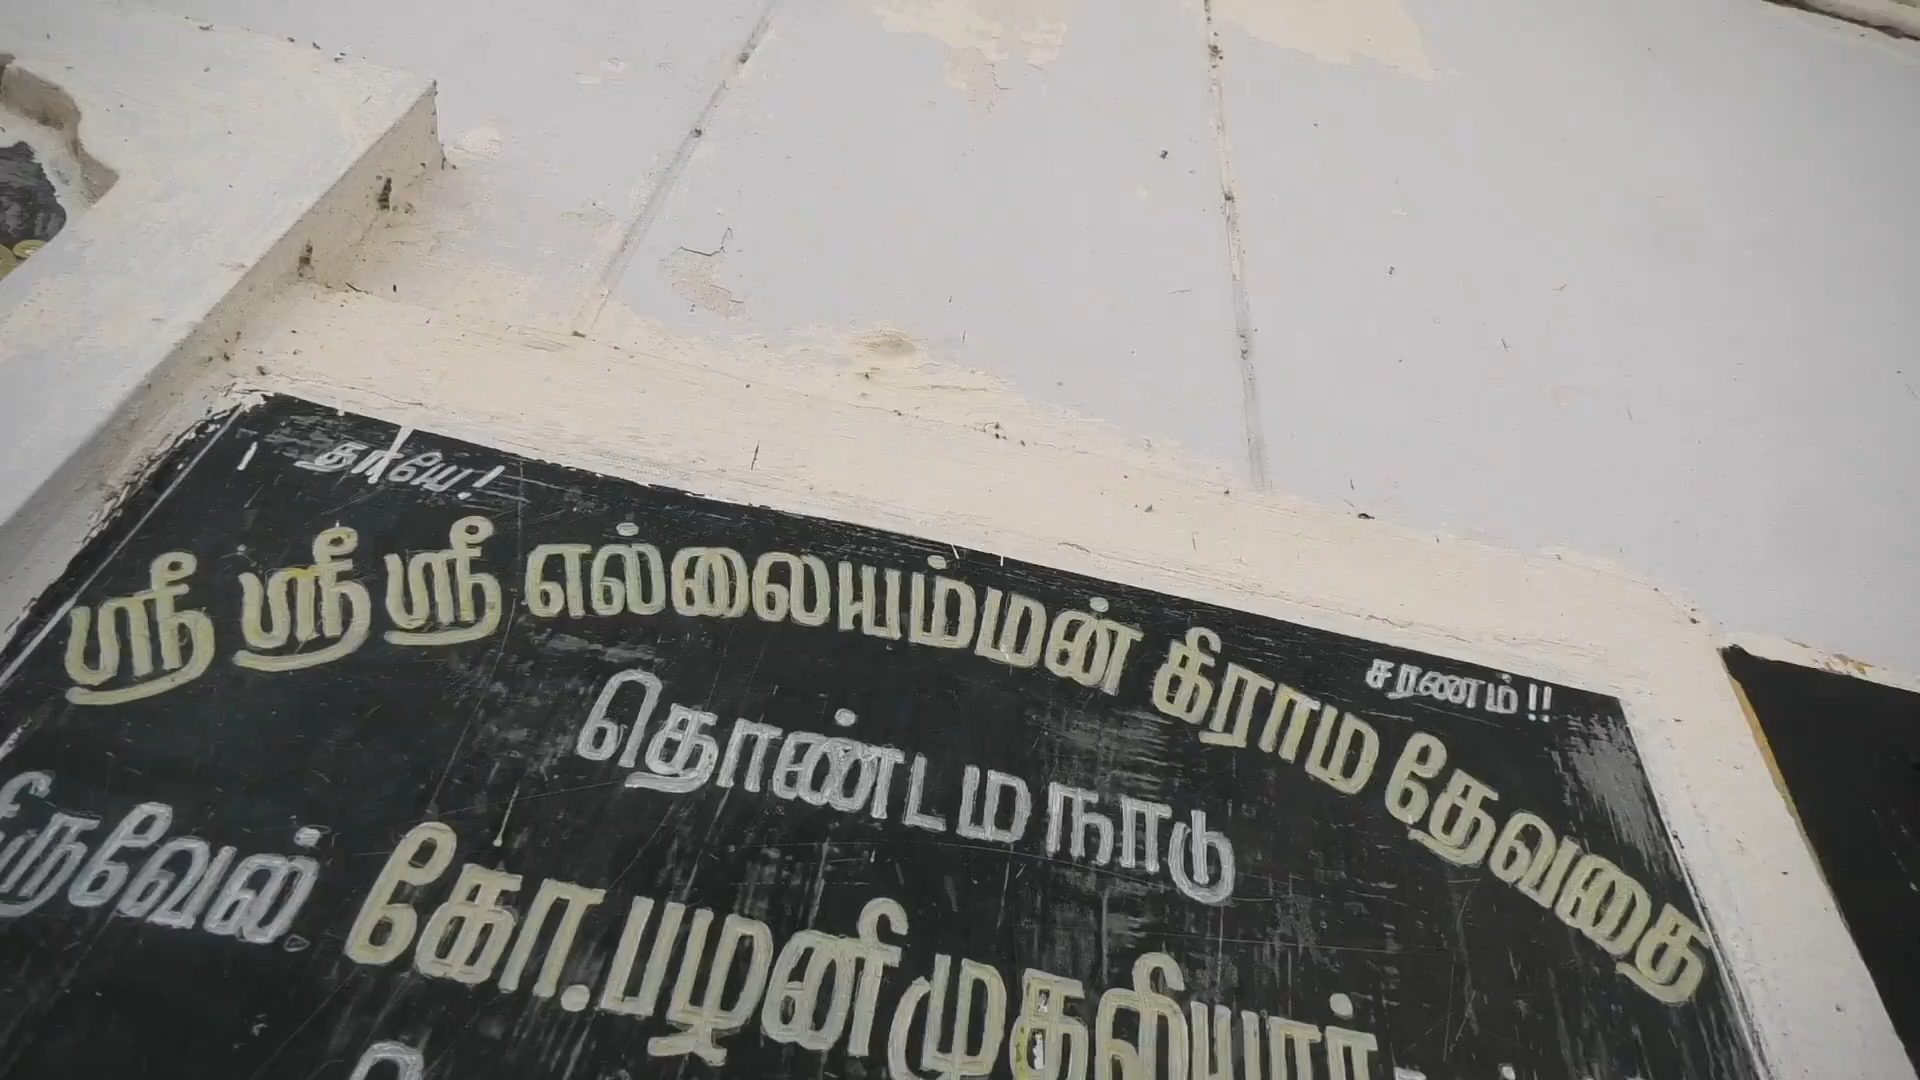 தாயே!
சரணம்!!
ஸ்ரீ ஸ்ரீ ஸ்ரீ எல்லையம்மன் கிராம தேவதை
தொண்டமநாடு
கோ.பழனிமுதலியார்